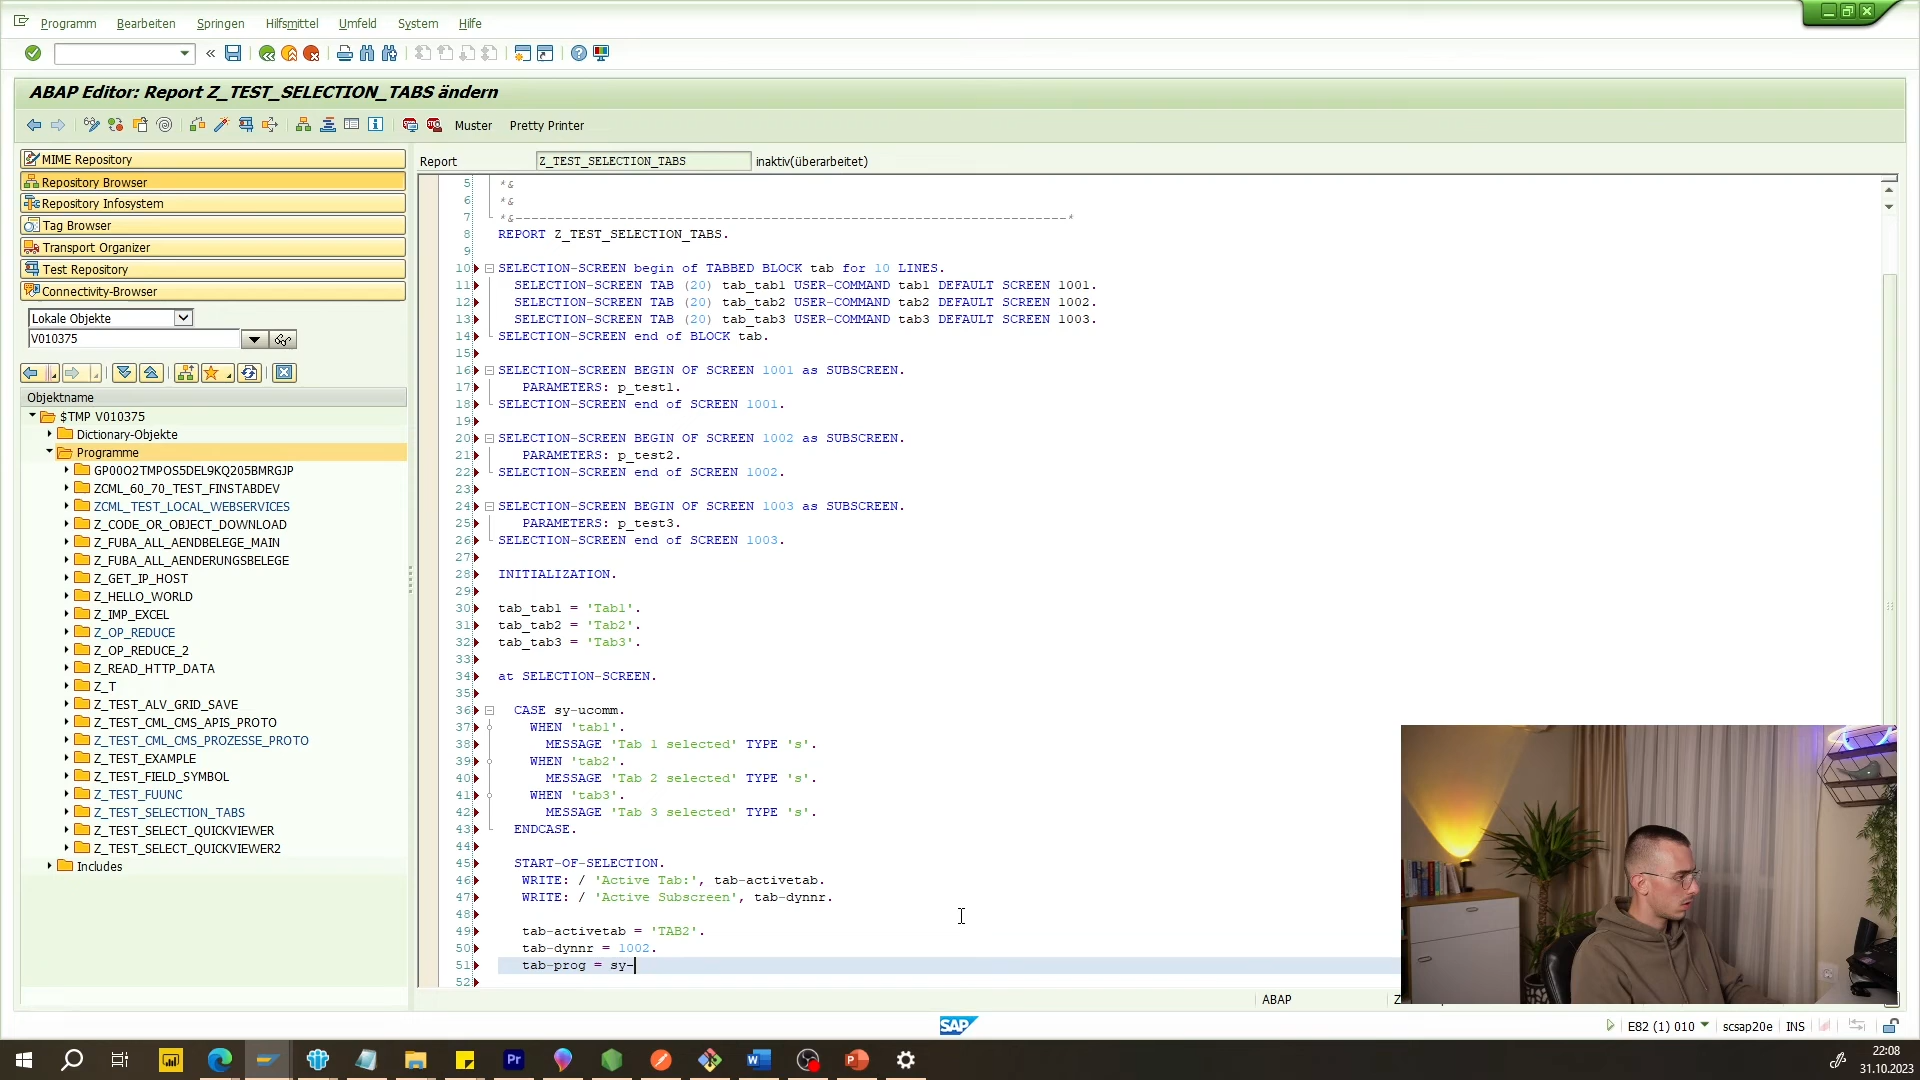 Programm Bearbeiten Springen Hilfsmittel Umfeld System Hilfe
ABAP Editor: Report Z_TEST_SELECTION_TABS ändern
Muster Pretty Printer
MIME Repository
Repository Browser
Repository Infosystem
Tag Browser
Transport Organizer
Test Repository
Connectivity-Browser
Lokale Objekte
V010375
Objektname
$TMP V010375
Dictionary-Objekte
Programme
GP00O2TMPOS5DEL9KQ205BMRGJP
ZCML_60_70_TEST_FINSTABDEV
ZCML_TEST_LOCAL_WEBSERVICES
Z_CODE_OR_OBJECT_DOWNLOAD
Z_FUBA_ALL_AENDBELEGE_MAIN
Z_FUBA_ALL_AENDERUNGSBELEGE
Z_GET_IP_HOST
Z_HELLO_WORLD
Z_IMP_EXCEL
Z_OP_REDUCE
Z_OP_REDUCE_2
Z_READ_HTTP_DATA
Z_T
Z_TEST_ALV_GRID_SAVE
Z_TEST_CML_CMS_APIS_PROTO
Z_TEST_CML_CMS_PROZESSE_PROTO
Z_TEST_EXAMPLE
Z_TEST_FIELD_SYMBOL
Z_TEST_FUUNC
Z_TEST_SELECTION_TABS
Z_TEST_SELECT_QUICKVIEWER
Z_TEST_SELECT_QUICKVIEWER2
Includes
Report Z_TEST_SELECTION_TABS inaktiv(überarbeitet)
5 *&
6 *&
7 *&---------------------------------------------------------------------*
8 REPORT Z_TEST_SELECTION_TABS.
9
10 SELECTION-SCREEN begin of TABBED BLOCK tab for 10 LINES.
11 SELECTION-SCREEN TAB (20) tab_tab1 USER-COMMAND tab1 DEFAULT SCREEN 1001.
12 SELECTION-SCREEN TAB (20) tab_tab2 USER-COMMAND tab2 DEFAULT SCREEN 1002.
13 SELECTION-SCREEN TAB (20) tab_tab3 USER-COMMAND tab3 DEFAULT SCREEN 1003.
14 SELECTION-SCREEN end of BLOCK tab.
15
16 SELECTION-SCREEN BEGIN OF SCREEN 1001 as SUBSCREEN.
17 PARAMETERS: p_test1.
18 SELECTION-SCREEN end of SCREEN 1001.
19
20 SELECTION-SCREEN BEGIN OF SCREEN 1002 as SUBSCREEN.
21 PARAMETERS: p_test2.
22 SELECTION-SCREEN end of SCREEN 1002.
23
24 SELECTION-SCREEN BEGIN OF SCREEN 1003 as SUBSCREEN.
25 PARAMETERS: p_test3.
26 SELECTION-SCREEN end of SCREEN 1003.
27
28 INITIALIZATION.
29
30 tab_tab1 = 'Tab1'.
31 tab_tab2 = 'Tab2'.
32 tab_tab3 = 'Tab3'.
33
34 at SELECTION-SCREEN.
35
36 CASE sy-ucomm.
37 WHEN 'tab1'.
38 MESSAGE 'Tab 1 selected' TYPE 's'.
39 WHEN 'tab2'.
40 MESSAGE 'Tab 2 selected' TYPE 's'.
41 WHEN 'tab3'.
42 MESSAGE 'Tab 3 selected' TYPE 's'.
43 ENDCASE.
44
45 START-OF-SELECTION.
46 WRITE: / 'Active Tab:', tab-activetab.
47 WRITE: / 'Active Subscreen', tab-dynnr.
48
49 tab-activetab = 'TAB2'.
50 tab-dynnr = 1002.
51 tab-prog = sy-
52
ABAP
SAP
E82 (1) 010 scsap20e INS
22:08
31.10.2023